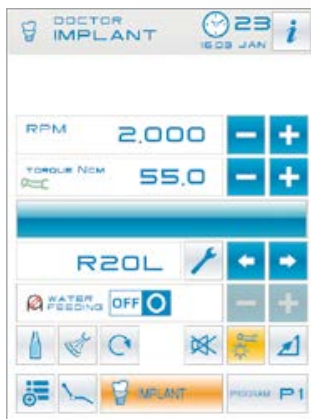 DOCTOR
IMPLANT
23
16:09 JAN
i
RPM 2.000 - +
TORQUE NCM 55.0 - +
R20L
WATER FEEDING OFF O - +
IMPLANT PROGRAM P1